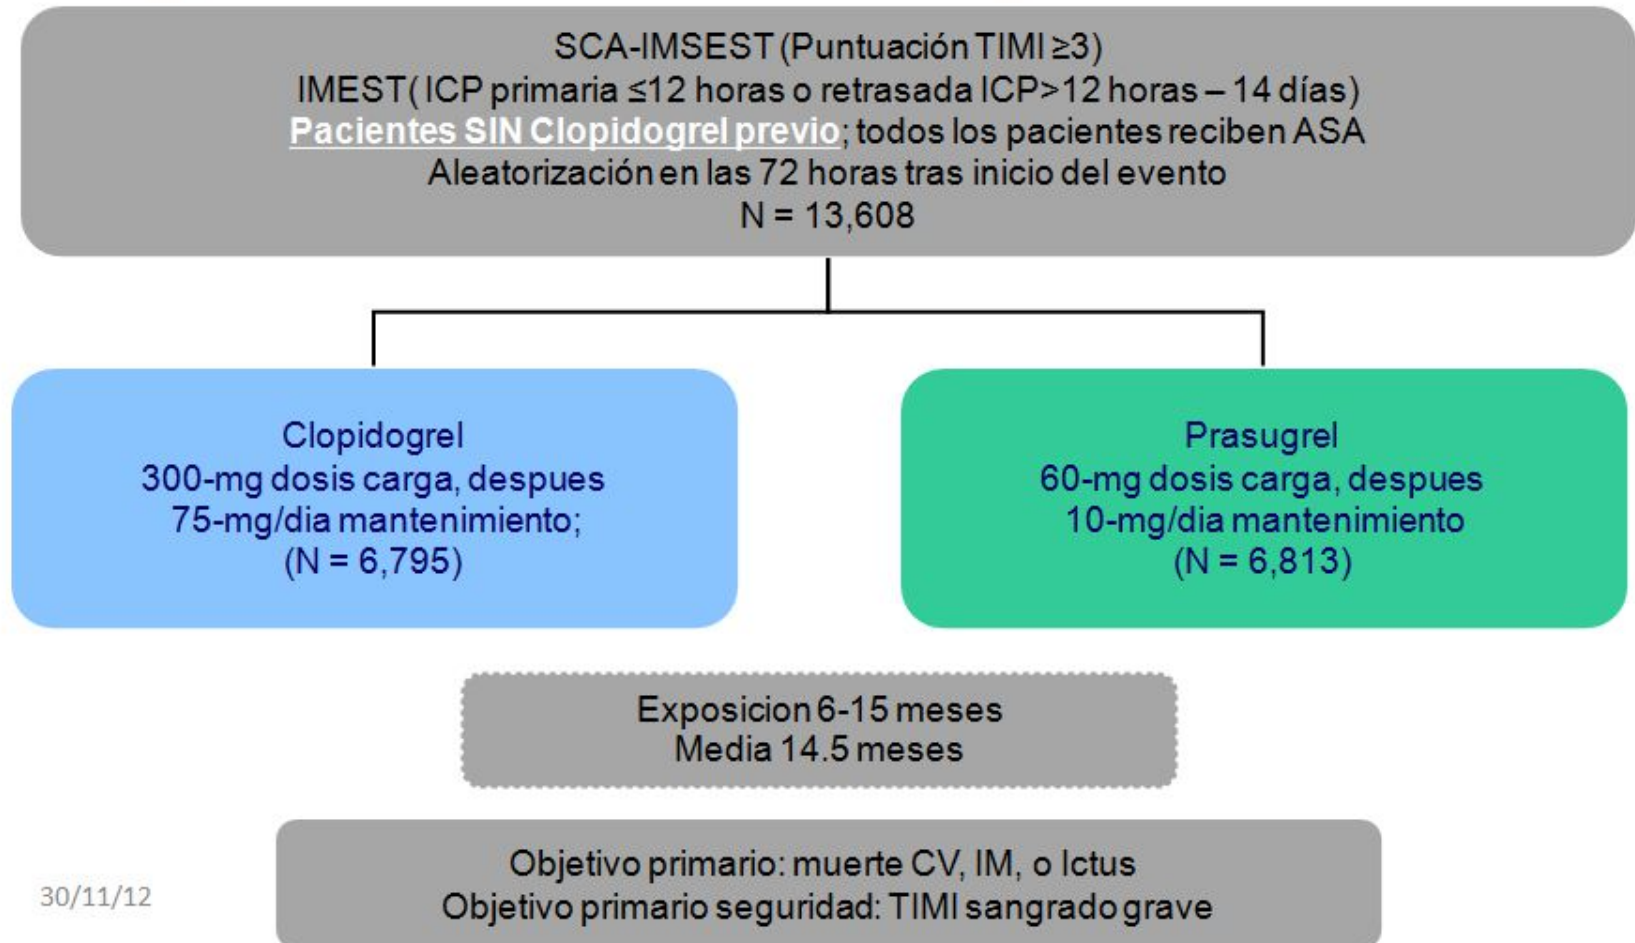 SCA-IMSEST (Puntuación TIMI ≥3)
IMEST( ICP primaria ≤12 horas o retrasada ICP>12 horas – 14 días)
Pacientes SIN Clopidogrel previo; todos los pacientes reciben ASA
Aleatorización en las 72 horas tras inicio del evento
N = 13,608
Clopidogrel
300-mg dosis carga, despues
75-mg/dia mantenimiento;
(N = 6,795)
Prasugrel
60-mg dosis carga, despues
10-mg/dia mantenimiento
(N = 6,813)
Exposicion 6-15 meses
Media 14.5 meses
Objetivo primario: muerte CV, IM, o Ictus
Objetivo primario seguridad: TIMI sangrado grave
30/11/12